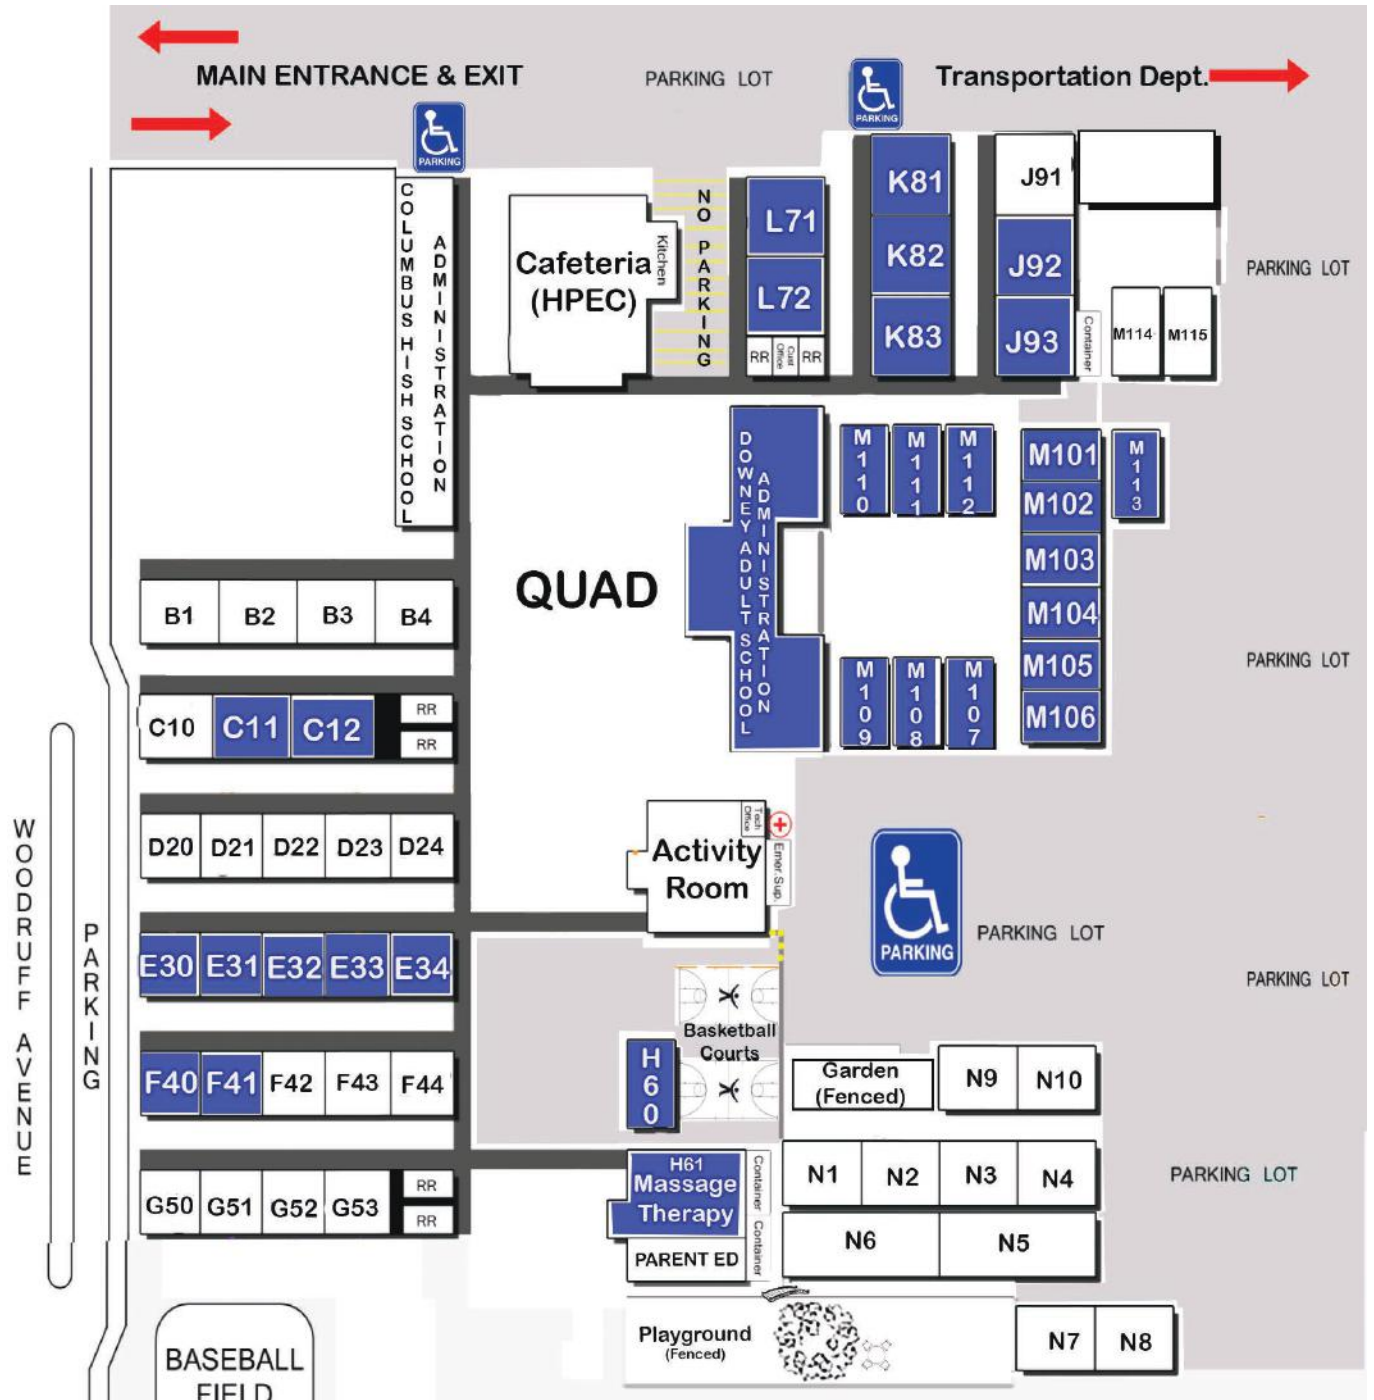 MAIN ENTRANCE & EXIT
PARKING LOT
PARKING
Transportation Dept.
PARKING
COLUMBUS HISH SCHOOL
ADMINISTRATION
Cafeteria
(HPEC)
Kitchen
NO PARKING
L71
L72
RR
Cust Office
RR
K81
K82
K83
J91
J92
J93
Container
M114
M115
PARKING LOT
DOWNEY ADULT SCHOOL
ADMINISTRATION
M110
M111
M112
M101
M102
M103
M104
M105
M106
M113
M109
M108
M107
QUAD
PARKING LOT
B1
B2
B3
B4
C10
C11
C12
RR
RR
D20
D21
D22
D23
D24
E30
E31
E32
E33
E34
F40
F41
F42
F43
F44
G50
G51
G52
G53
RR
RR
WOODRUFF AVENUE
PARKING
Tech Office
Activity
Room
Emer.Sup.
PARKING
PARKING LOT
PARKING LOT
Basketball
Courts
H60
Garden
(Fenced)
N9
N10
H61
Massage
Therapy
PARENT ED
Container
Container
N1
N2
N3
N4
N6
N5
PARKING LOT
Playground
(Fenced)
N7
N8
BASEBALL
FIELD